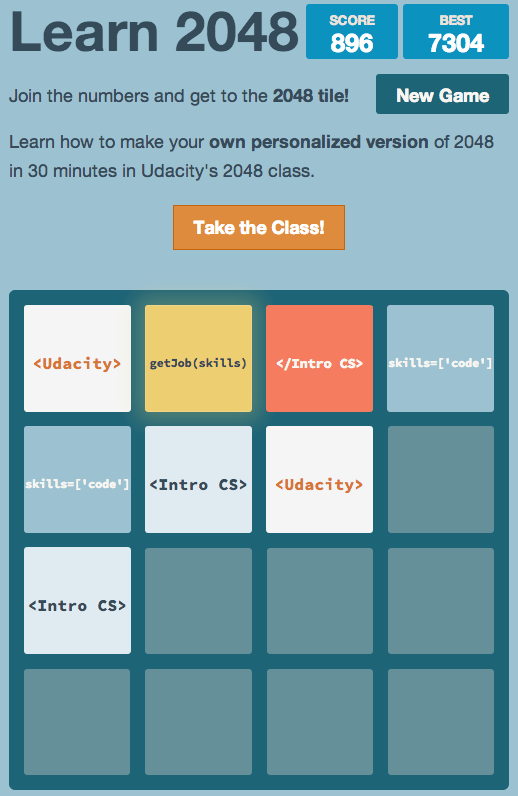 Learn 2048
SCORE
896
BEST
7304
Join the numbers and get to the 2048 tile!
New Game
Learn how to make your own personalized version of 2048
in 30 minutes in Udacity's 2048 class.
Take the Class!
<Udacity>
getJob(skills)
</Intro CS>
skills=['code']
skills=['code']
<Intro CS>
<Udacity>
<Intro CS>